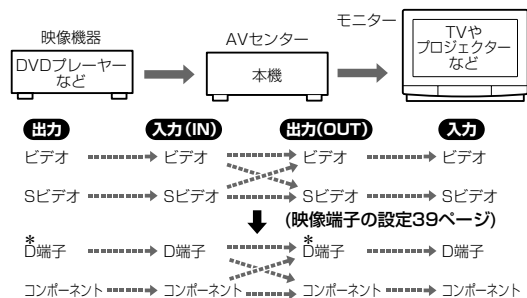 映像機器
AVセンター
モニター
DVDプレーヤー
など
本機
TVや
プロジェクター
など
出力
入力(IN)
出力(OUT)
入力
ビデオ ビデオ ビデオ ビデオ
Sビデオ Sビデオ Sビデオ Sビデオ
(映像端子の設定39ページ)
*D端子 D端子 *D端子 D端子
コンポーネント コンポーネント コンポーネント コンポーネント